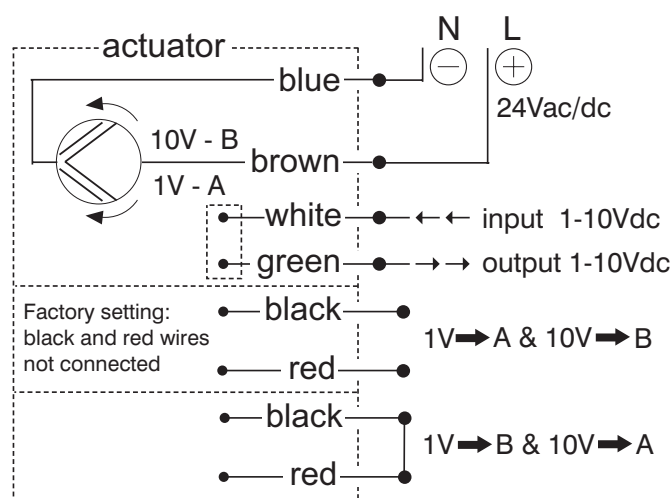 actuator
N L
− +
blue
24Vac/dc
10V - B
brown
1V - A
white input 1-10Vdc
green output 1-10Vdc
Factory setting:
black and red wires
not connected
black
1V➞A & 10V➞B
red
black
1V➞B & 10V➞A
red